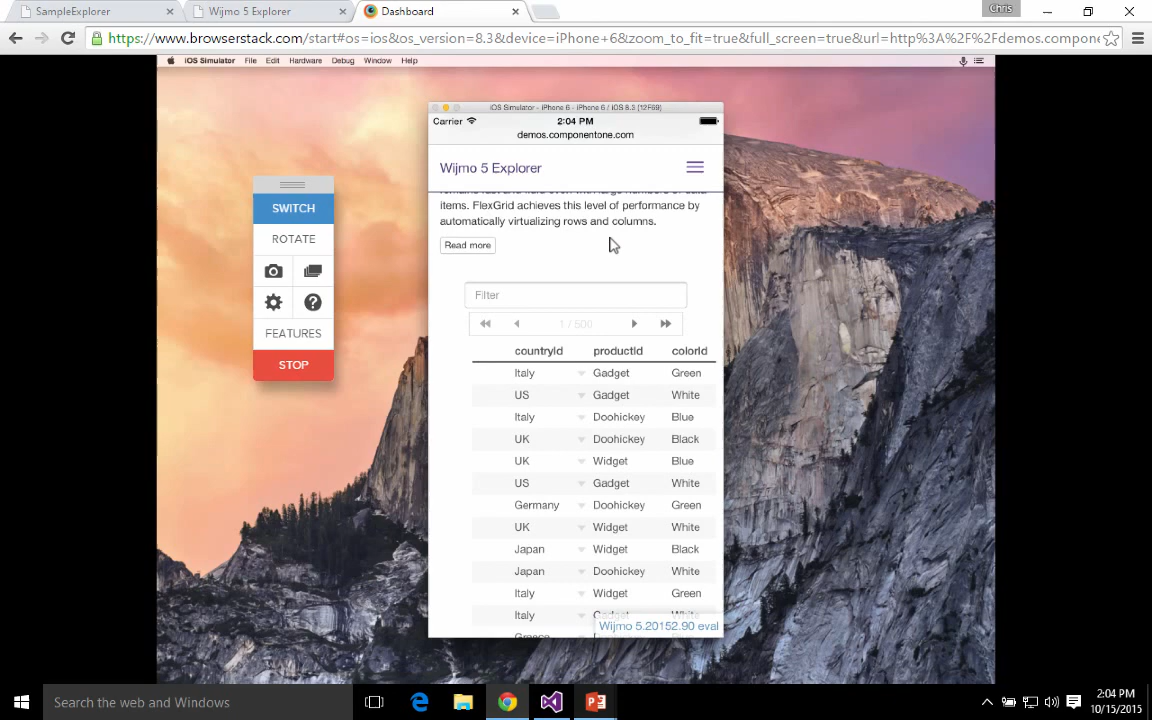 SampleExplorer
Wijmo 5 Explorer
Dashboard
Chris
https://www.browserstack.com/start#os=ios&os_version=8.3&device=iPhone+6&zoom_to_fit=true&full_screen=true&url=http%3A%2F%2Fdemos.compone
iOS Simulator File Edit Hardware Debug Window Help
iOS Simulator - iPhone 6 - iPhone 6 / iOS 8.3 (12F69)
Carrier 2:04 PM
demos.componentone.com
Wijmo 5 Explorer
items. FlexGrid achieves this level of performance by
automatically virtualizing rows and columns.
Read more
SWITCH
ROTATE
FEATURES
STOP
Filter
1 / 500
countryId productId colorId
Italy Gadget Green
US Gadget White
Italy Doohickey Blue
UK Doohickey Black
UK Widget Blue
US Gadget White
Germany Doohickey Green
UK Widget White
Japan Widget Black
Japan Doohickey White
Italy Widget Green
Italy Gadget White
Greece
Wijmo 5.20152.90 eval
Search the web and Windows
2:04 PM
10/15/2015